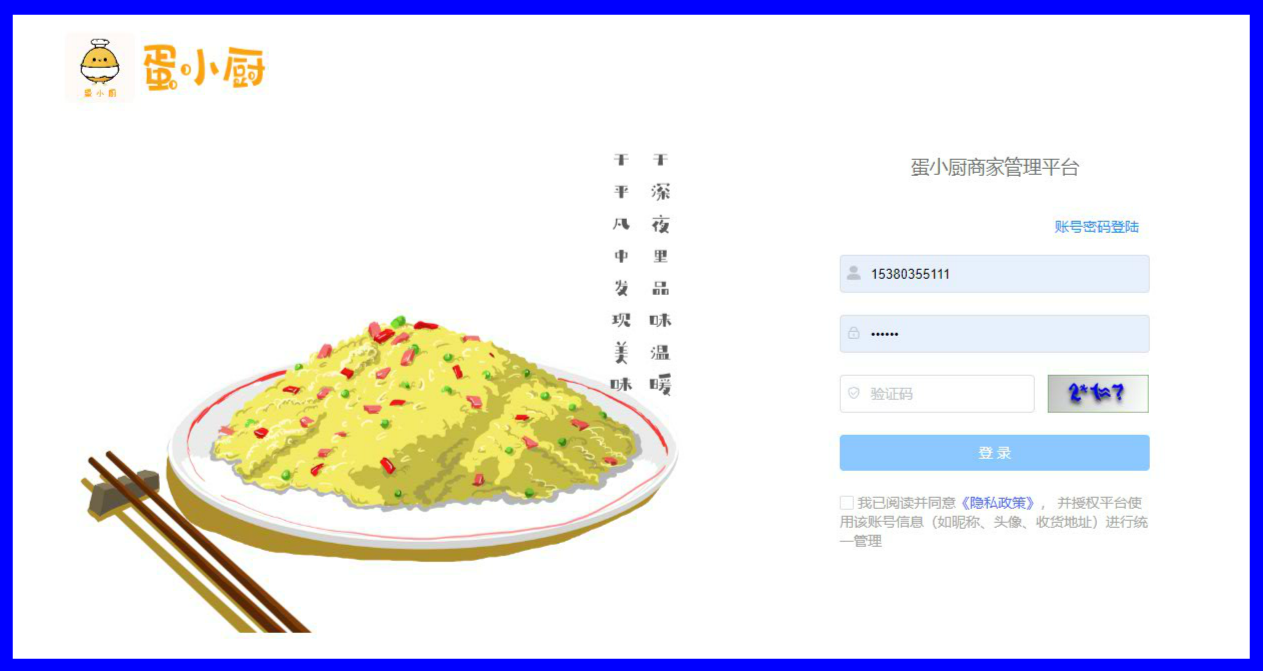 蛋小厨
蛋小厨
于深夜里品味温暖
于平凡中发现美味
蛋小厨商家管理平台
账号密码登陆
15380355111
••••••
验证码
登 录
我已阅读并同意《隐私政策》，并授权平台使
用该账号信息（如昵称、头像、收货地址）进行统
一管理